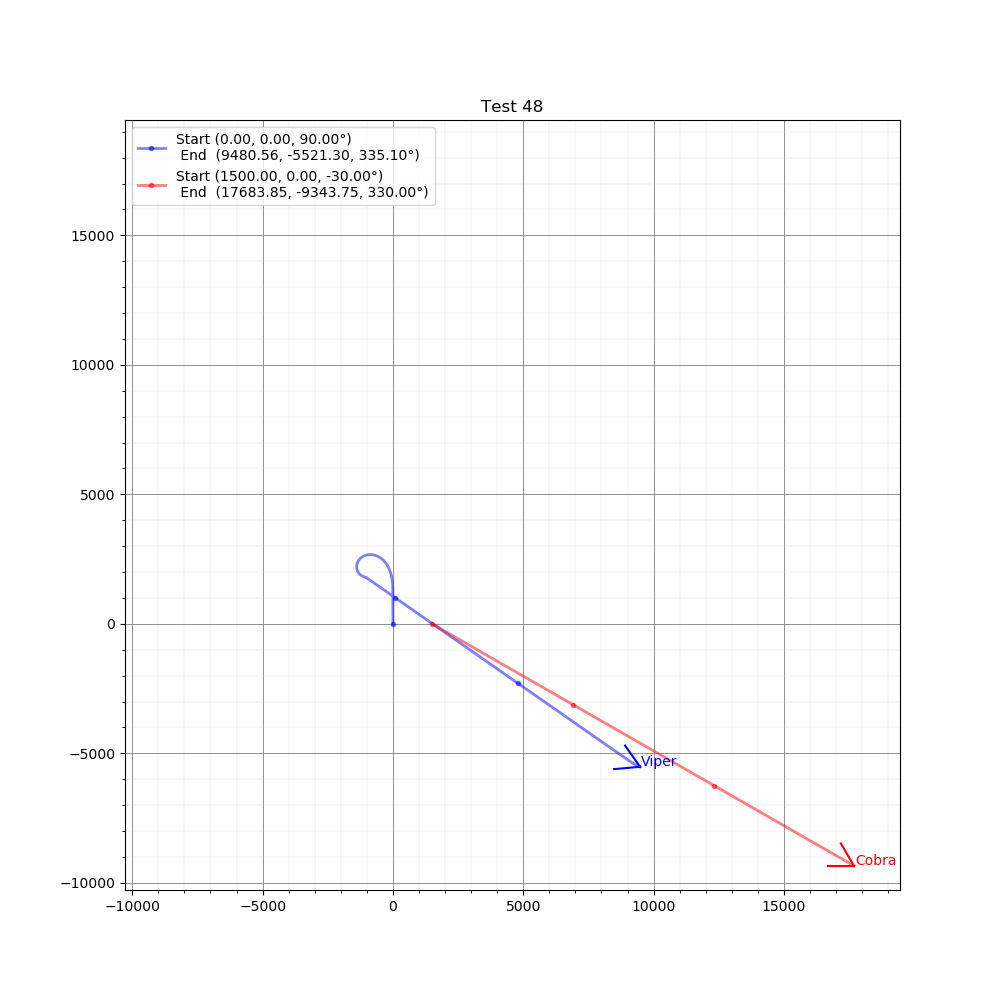 Test 48
Start (0.00, 0.00, 90.00°)
End (9480.56, -5521.30, 335.10°)
Start (1500.00, 0.00, -30.00°)
End (17683.85, -9343.75, 330.00°)
15000
10000
5000
0
−5000
−10000
Viper
Cobra
−10000 −5000 0 5000 10000 15000